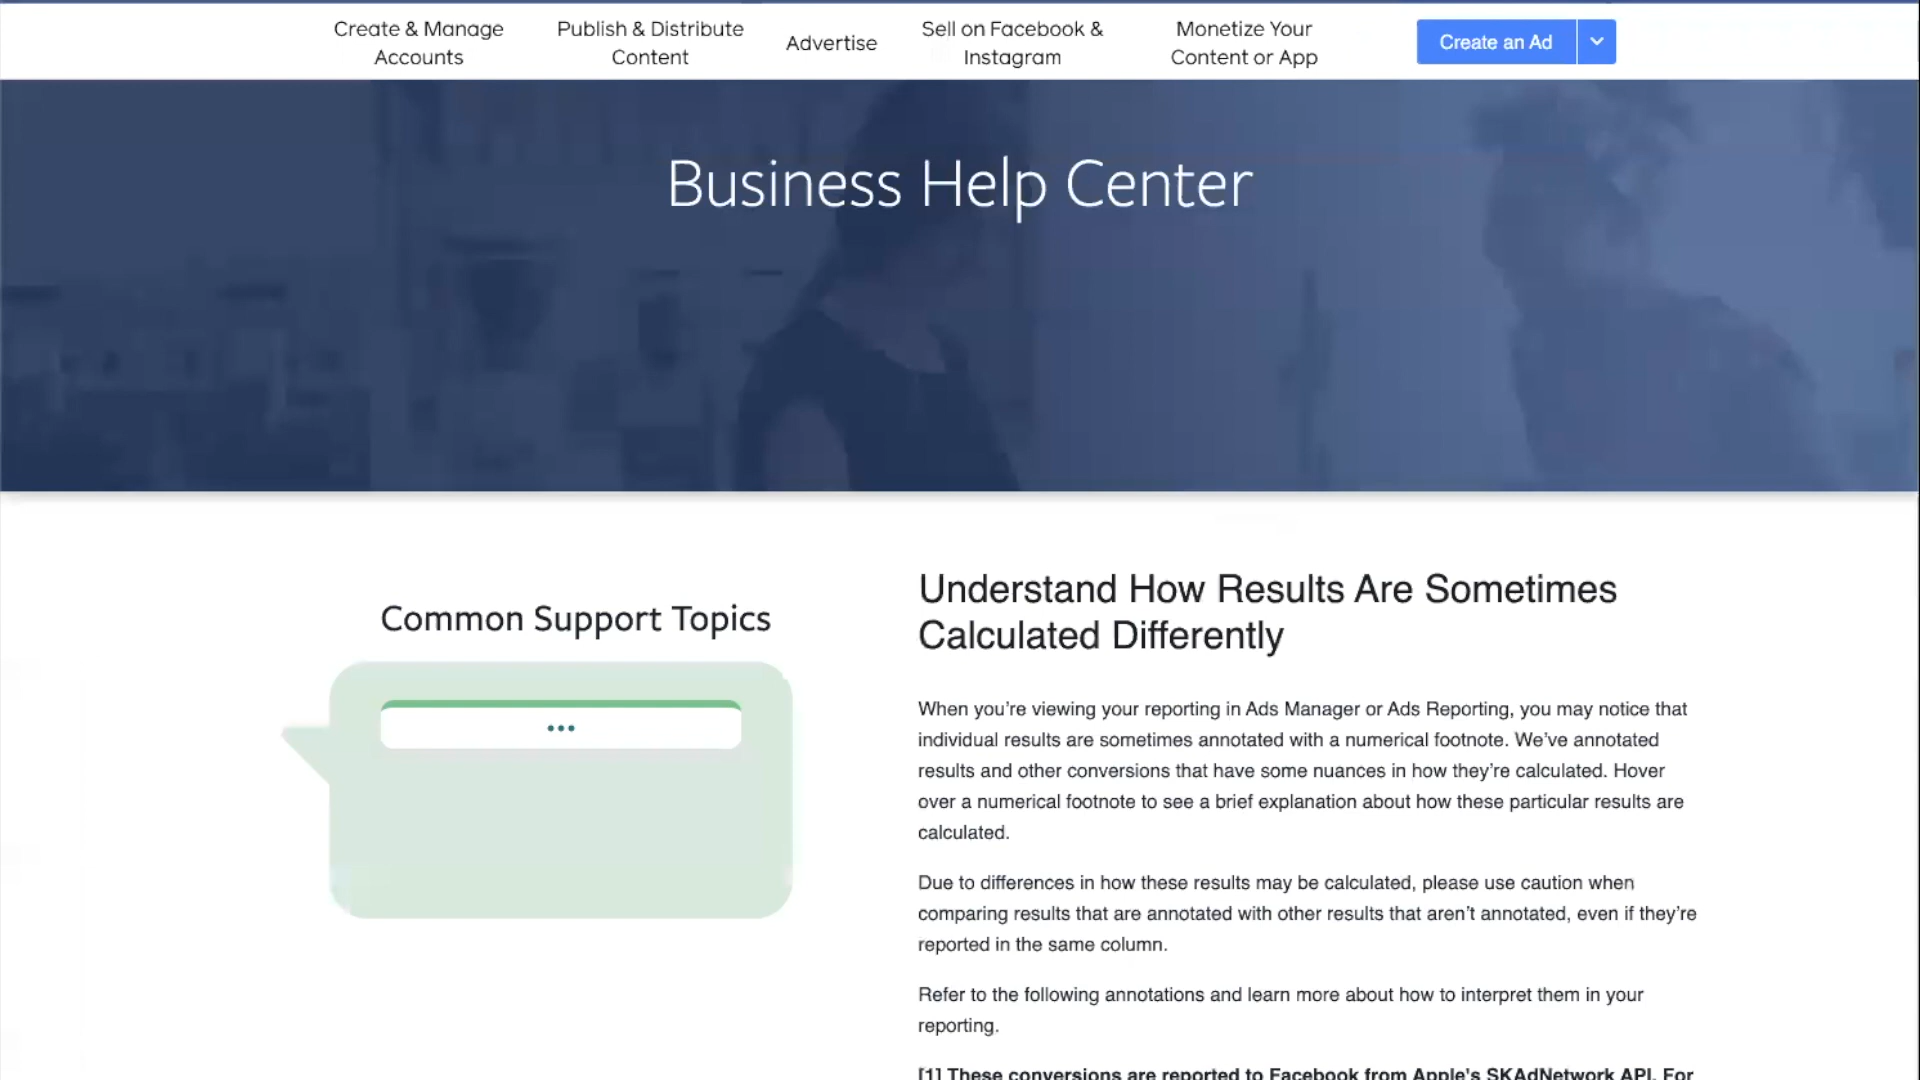 Create & Manage
Accounts
Publish & Distribute
Content
Advertise
Sell on Facebook &
Instagram
Monetize Your
Content or App
Create an Ad
Business Help Center
Common Support Topics
Understand How Results Are Sometimes
Calculated Differently
When you’re viewing your reporting in Ads Manager or Ads Reporting, you may notice that
individual results are sometimes annotated with a numerical footnote. We’ve annotated
results and other conversions that have some nuances in how they’re calculated. Hover
over a numerical footnote to see a brief explanation about how these particular results are
calculated.
Due to differences in how these results may be calculated, please use caution when
comparing results that are annotated with other results that aren’t annotated, even if they’re
reported in the same column.
Refer to the following annotations and learn more about how to interpret them in your
reporting.
[1] These conversions are reported to Facebook from Apple's SKAdNetwork API. For